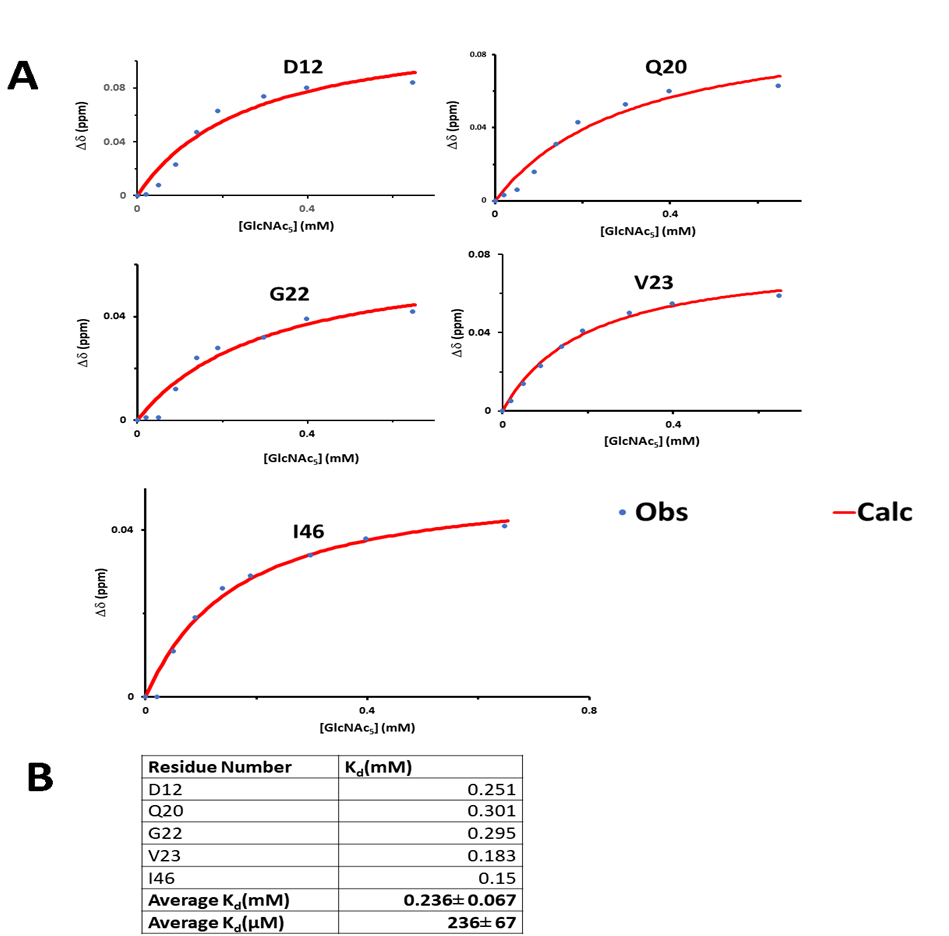 A
D12
Δδ (ppm)
0.08
0.04
0
0
0.4
[GlcNAc₅] (mM)
Q20
Δδ (ppm)
0.08
0.04
0
0
0.4
[GlcNAc₅] (mM)
G22
Δδ (ppm)
0.04
0
0
0.4
[GlcNAc₅] (mM)
V23
Δδ (ppm)
0.08
0.04
0
0
0.4
[GlcNAc₅] (mM)
I46
Δδ (ppm)
0.04
0
0
0.4
0.8
[GlcNAc₅] (mM)
Obs
Calc
B
Residue Number Kd(mM)
D12 0.251
Q20 0.301
G22 0.295
V23 0.183
I46 0.15
Average Kd(mM) 0.236± 0.067
Average Kd(µM) 236± 67